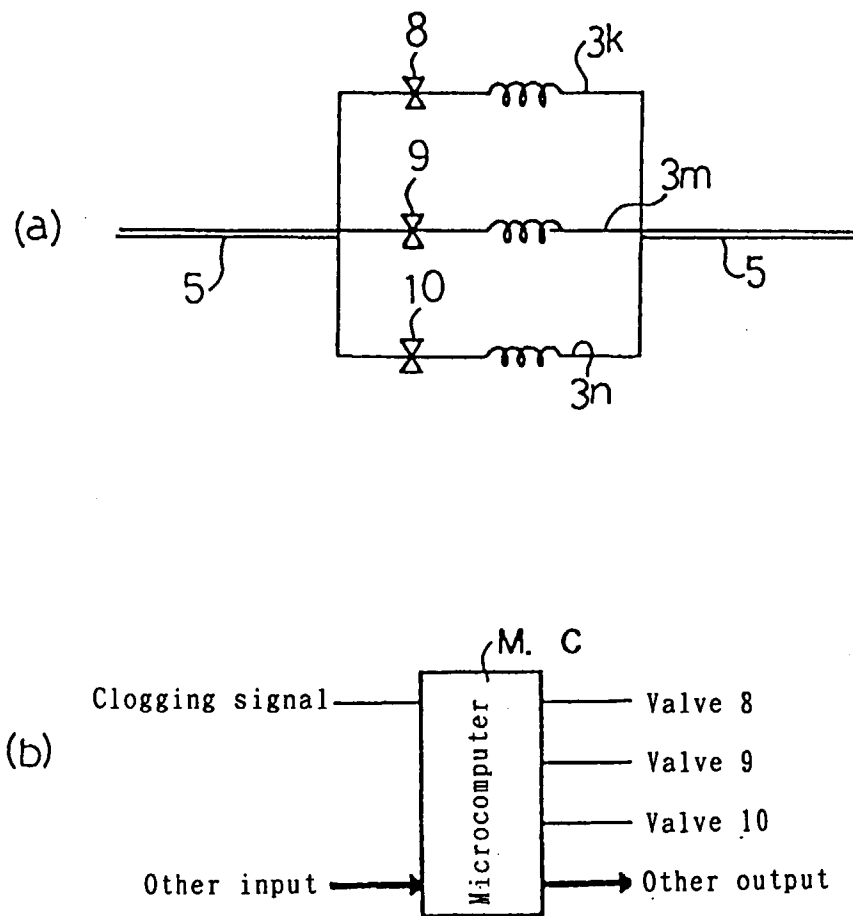 8
3k
9
3m
(a)
5
10
5
3n
M. C
Clogging signal
Valve 8
(b)
Microcomputer
Valve 9
Valve 10
Other input
Other output